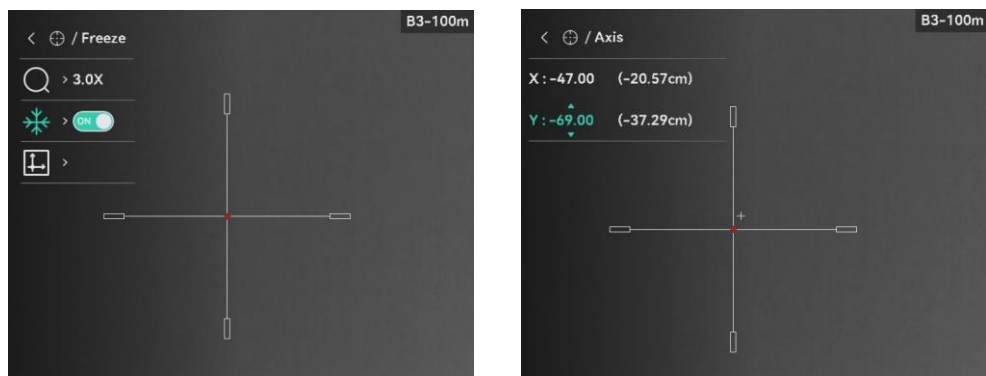 B3-100m
< / Freeze
> 3.0X
> ON
>
B3-100m
< / Axis
X : -47.00 (-20.57cm)
Y : -69.00 (-37.29cm)